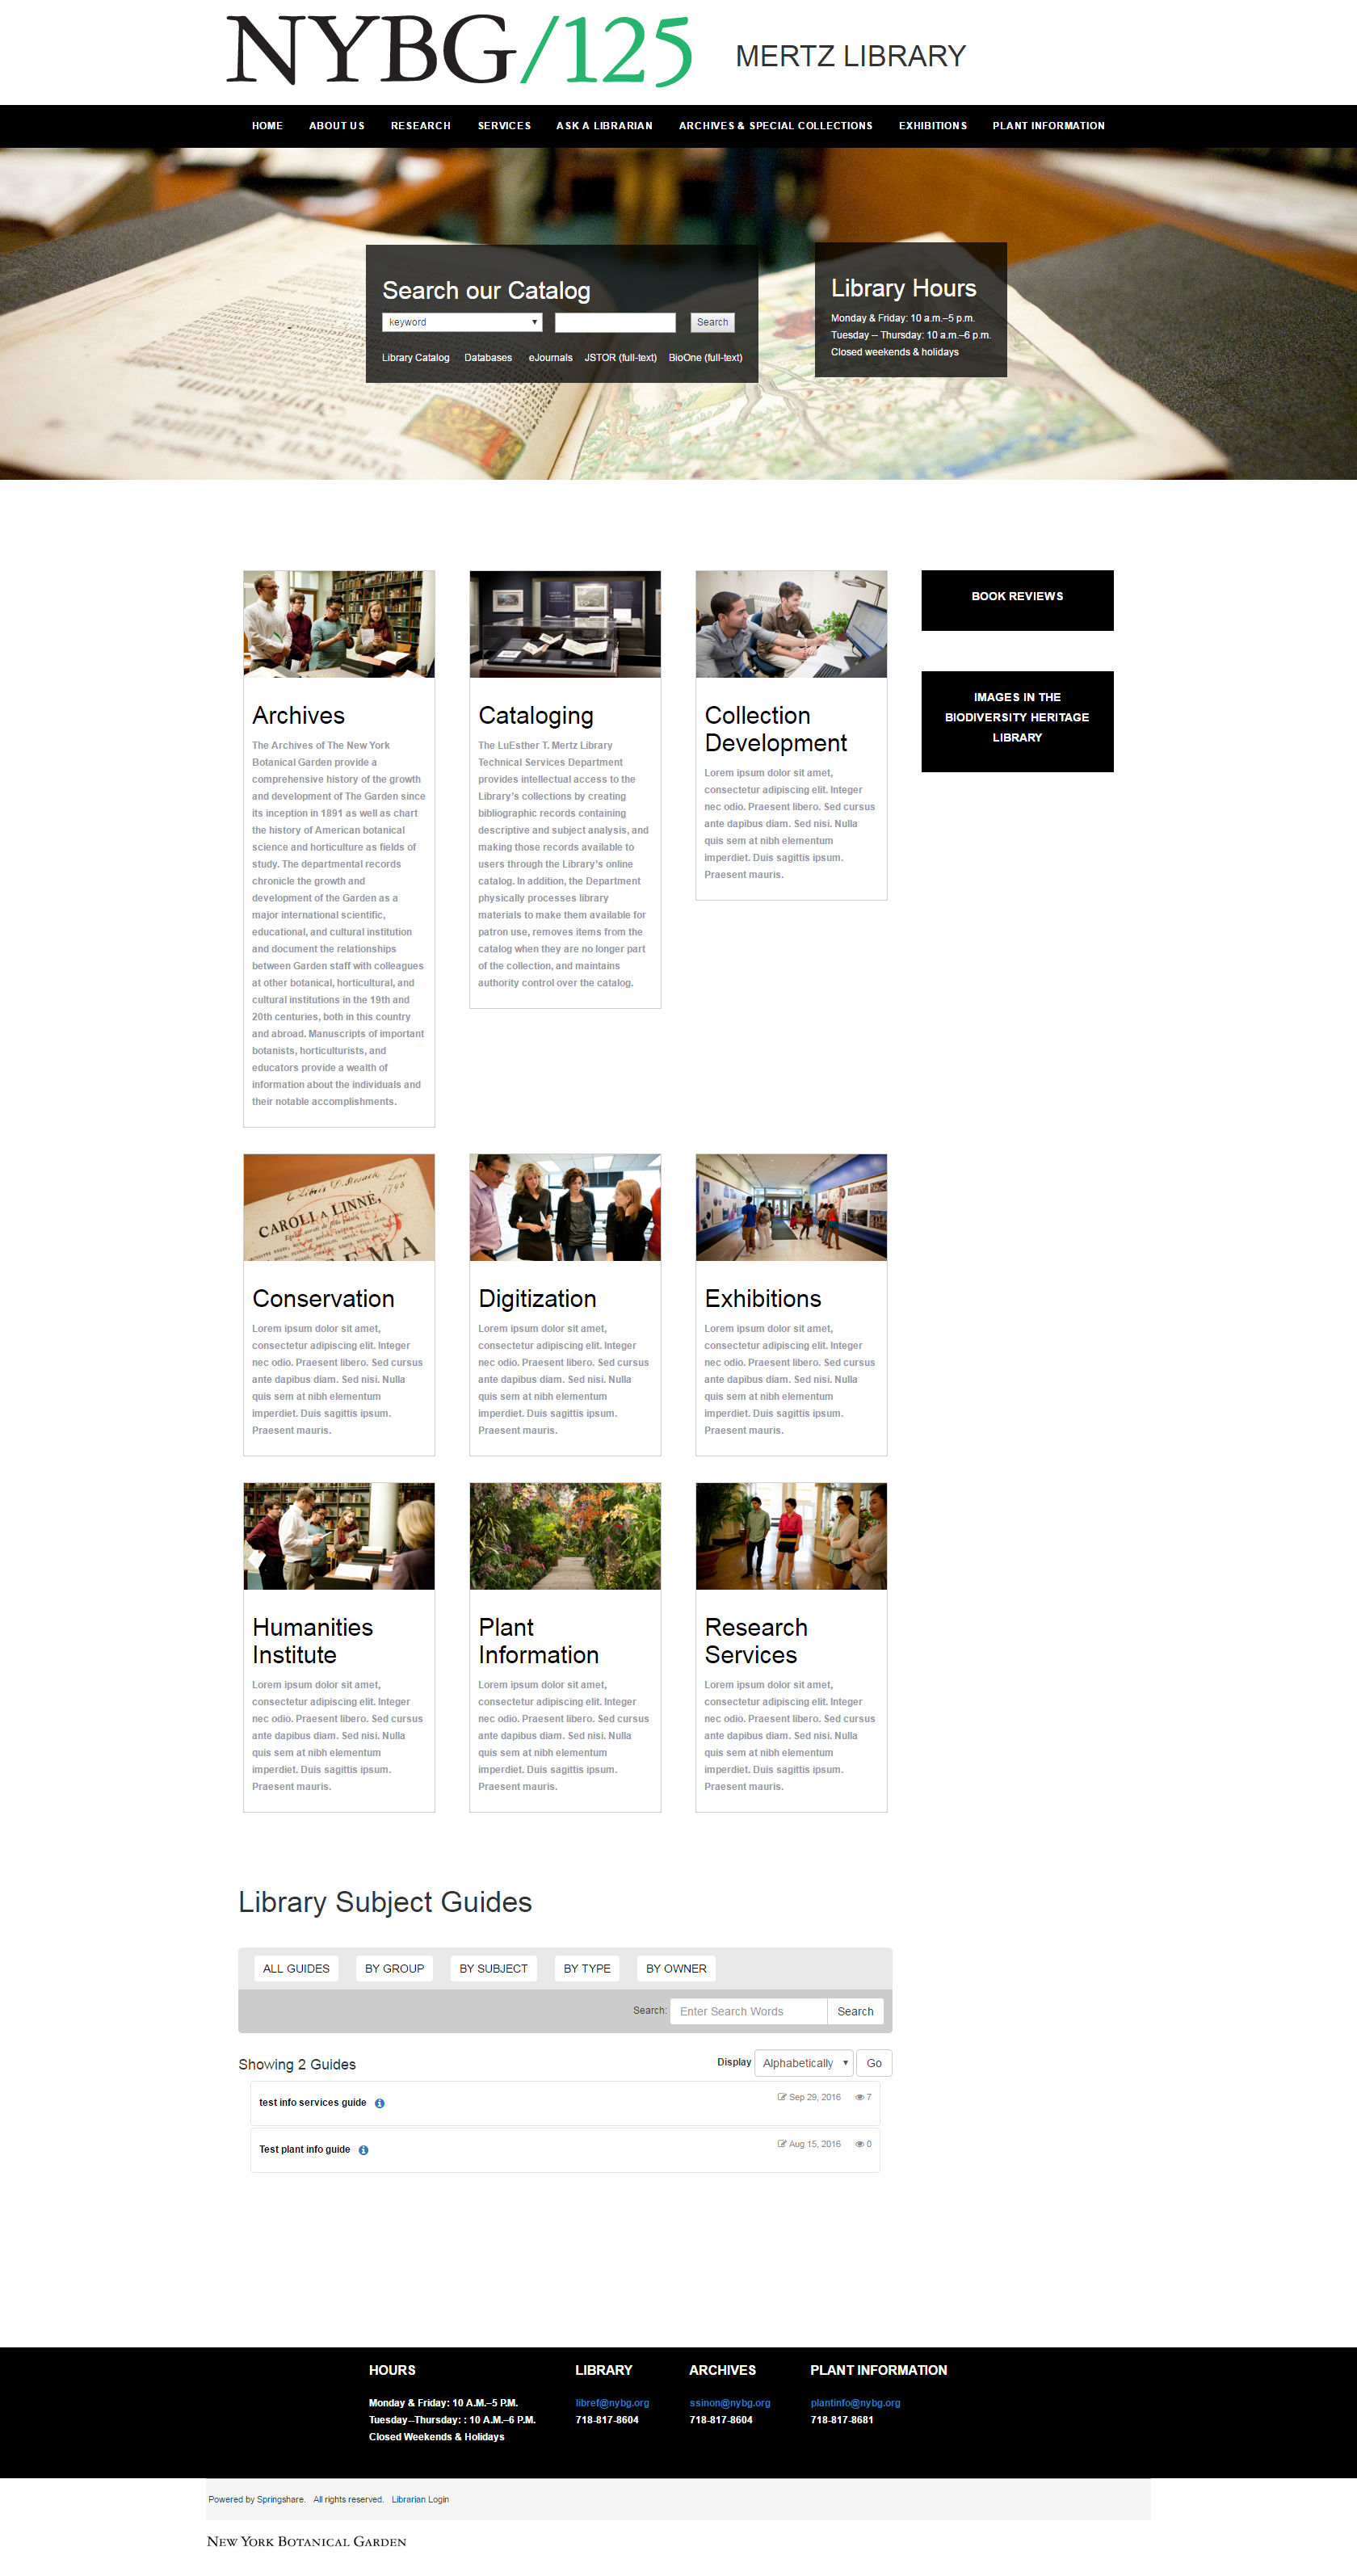 NYBG/125 MERTZ LIBRARY
HOME ABOUT US RESEARCH SERVICES ASK A LIBRARIAN ARCHIVES & SPECIAL COLLECTIONS EXHIBITIONS PLANT INFORMATION
Search our Catalog
keyword Search
Library Catalog Databases eJournals JSTOR (full-text) BioOne (full-text)
Library Hours
Monday & Friday: 10 a.m.–5 p.m.
Tuesday -- Thursday: 10 a.m.–6 p.m.
Closed weekends & holidays
Archives
The Archives of The New York
Botanical Garden provide a
comprehensive history of the growth
and development of The Garden since
its inception in 1891 as well as chart
the history of American botanical
science and horticulture as fields of
study. The departmental records
chronicle the growth and
development of the Garden as a
major international scientific,
educational, and cultural institution
and document the relationships
between Garden staff with colleagues
at other botanical, horticultural, and
cultural institutions in the 19th and
20th centuries, both in this country
and abroad. Manuscripts of important
botanists, horticulturists, and
educators provide a wealth of
information about the individuals and
their notable accomplishments.
Cataloging
The LuEsther T. Mertz Library
Technical Services Department
provides intellectual access to the
Library's collections by creating
bibliographic records containing
descriptive and subject analysis, and
making those records available to
users through the Library's online
catalog. In addition, the Department
physically processes library
materials to make them available for
patron use, removes items from the
catalog when they are no longer part
of the collection, and maintains
authority control over the catalog.
Collection
Development
Lorem ipsum dolor sit amet,
consectetur adipiscing elit. Integer
nec odio. Praesent libero. Sed cursus
ante dapibus diam. Sed nisi. Nulla
quis sem at nibh elementum
imperdiet. Duis sagittis ipsum.
Praesent mauris.
BOOK REVIEWS
IMAGES IN THE
BIODIVERSITY HERITAGE
LIBRARY
CAROLI A LINNÉ,
Conservation
Lorem ipsum dolor sit amet,
consectetur adipiscing elit. Integer
nec odio. Praesent libero. Sed cursus
ante dapibus diam. Sed nisi. Nulla
quis sem at nibh elementum
imperdiet. Duis sagittis ipsum.
Praesent mauris.
Digitization
Lorem ipsum dolor sit amet,
consectetur adipiscing elit. Integer
nec odio. Praesent libero. Sed cursus
ante dapibus diam. Sed nisi. Nulla
quis sem at nibh elementum
imperdiet. Duis sagittis ipsum.
Praesent mauris.
Exhibitions
Lorem ipsum dolor sit amet,
consectetur adipiscing elit. Integer
nec odio. Praesent libero. Sed cursus
ante dapibus diam. Sed nisi. Nulla
quis sem at nibh elementum
imperdiet. Duis sagittis ipsum.
Praesent mauris.
Humanities
Institute
Lorem ipsum dolor sit amet,
consectetur adipiscing elit. Integer
nec odio. Praesent libero. Sed cursus
ante dapibus diam. Sed nisi. Nulla
quis sem at nibh elementum
imperdiet. Duis sagittis ipsum.
Praesent mauris.
Plant
Information
Lorem ipsum dolor sit amet,
consectetur adipiscing elit. Integer
nec odio. Praesent libero. Sed cursus
ante dapibus diam. Sed nisi. Nulla
quis sem at nibh elementum
imperdiet. Duis sagittis ipsum.
Praesent mauris.
Research
Services
Lorem ipsum dolor sit amet,
consectetur adipiscing elit. Integer
nec odio. Praesent libero. Sed cursus
ante dapibus diam. Sed nisi. Nulla
quis sem at nibh elementum
imperdiet. Duis sagittis ipsum.
Praesent mauris.
Library Subject Guides
ALL GUIDES BY GROUP BY SUBJECT BY TYPE BY OWNER
Search: Enter Search Words Search
Showing 2 Guides Display Alphabetically Go
test info services guide Sep 29, 2016 7
Test plant info guide Aug 15, 2016 0
HOURS
Monday & Friday: 10 A.M.–5 P.M.
Tuesday--Thursday: : 10 A.M.–6 P.M.
Closed Weekends & Holidays
LIBRARY
libref@nybg.org
718-817-8604
ARCHIVES
ssinon@nybg.org
718-817-8604
PLANT INFORMATION
plantinfo@nybg.org
718-817-8681
Powered by Springshare. All rights reserved. Librarian Login
NEW YORK BOTANICAL GARDEN